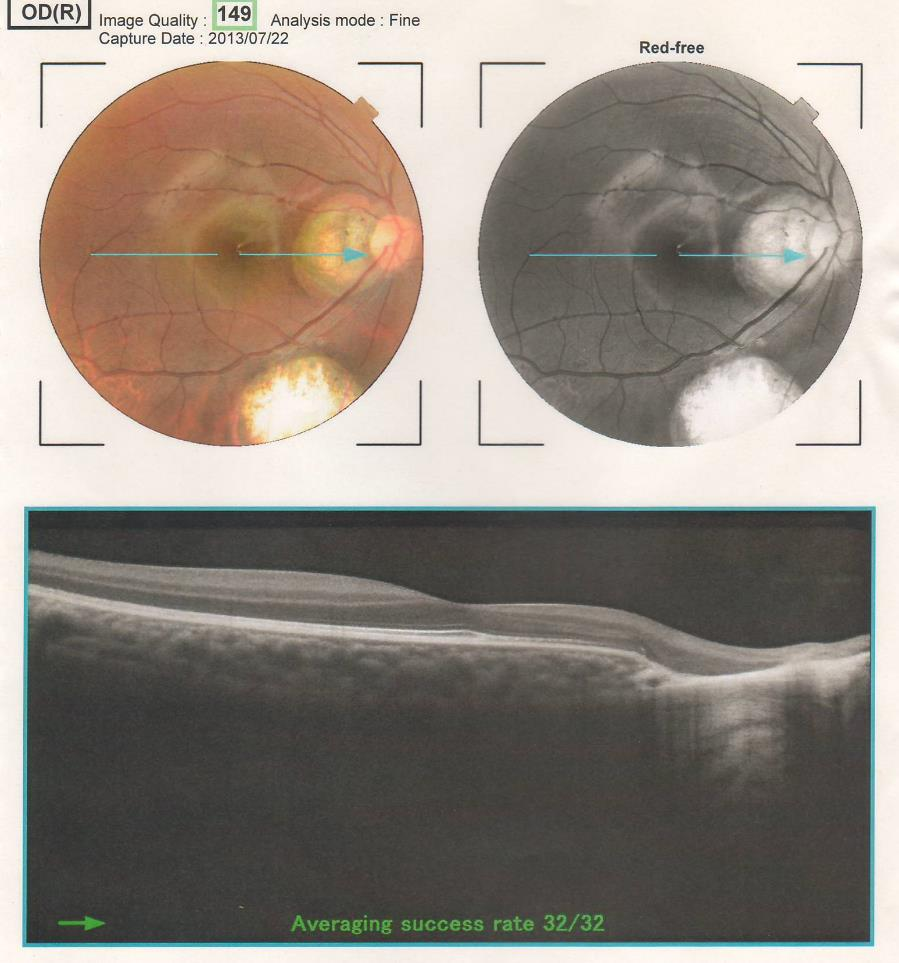 OD(R) Image Quality : 149 Analysis mode : Fine
Capture Date : 2013/07/22
Red-free
Averaging success rate 32/32